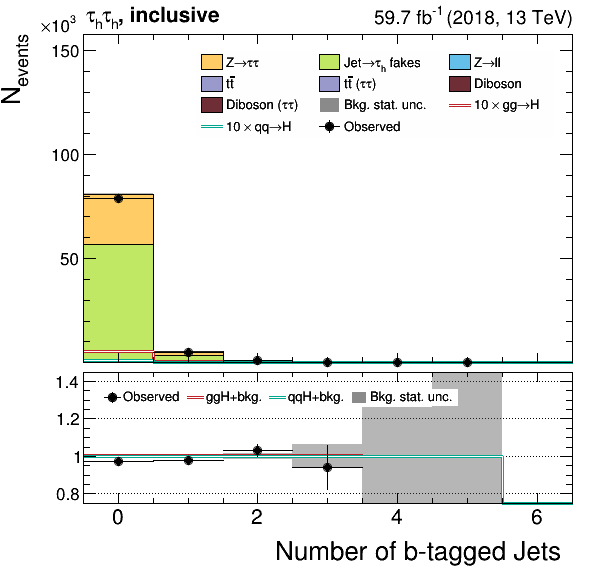 ×10³ τhτh, inclusive 59.7 fb⁻¹ (2018, 13 TeV)
Nevents
150
100
50
Z→ττ Jet→τh fakes Z→ll
tt̄ tt̄ (ττ) Diboson
Diboson (ττ) Bkg. stat. unc. 10 × gg→H
10 × qq→H Observed
1.4
1.2
1
0.8
Observed ggH+bkg. qqH+bkg. Bkg. stat. unc.
0 2 4 6
Number of b-tagged Jets